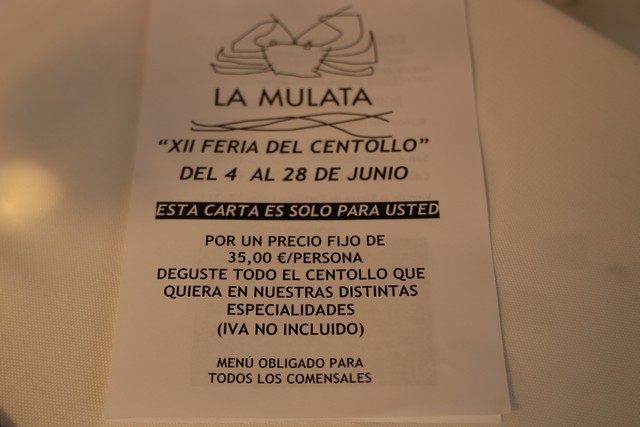 LA MULATA
“XII FERIA DEL CENTOLLO”
DEL 4 AL 28 DE JUNIO
ESTA CARTA ES SOLO PARA USTED
POR UN PRECIO FIJO DE
35,00 €/PERSONA
DEGUSTE TODO EL CENTOLLO QUE
QUIERA EN NUESTRAS DISTINTAS
ESPECIALIDADES
(IVA NO INCLUIDO)
MENÚ OBLIGADO PARA
TODOS LOS COMENSALES